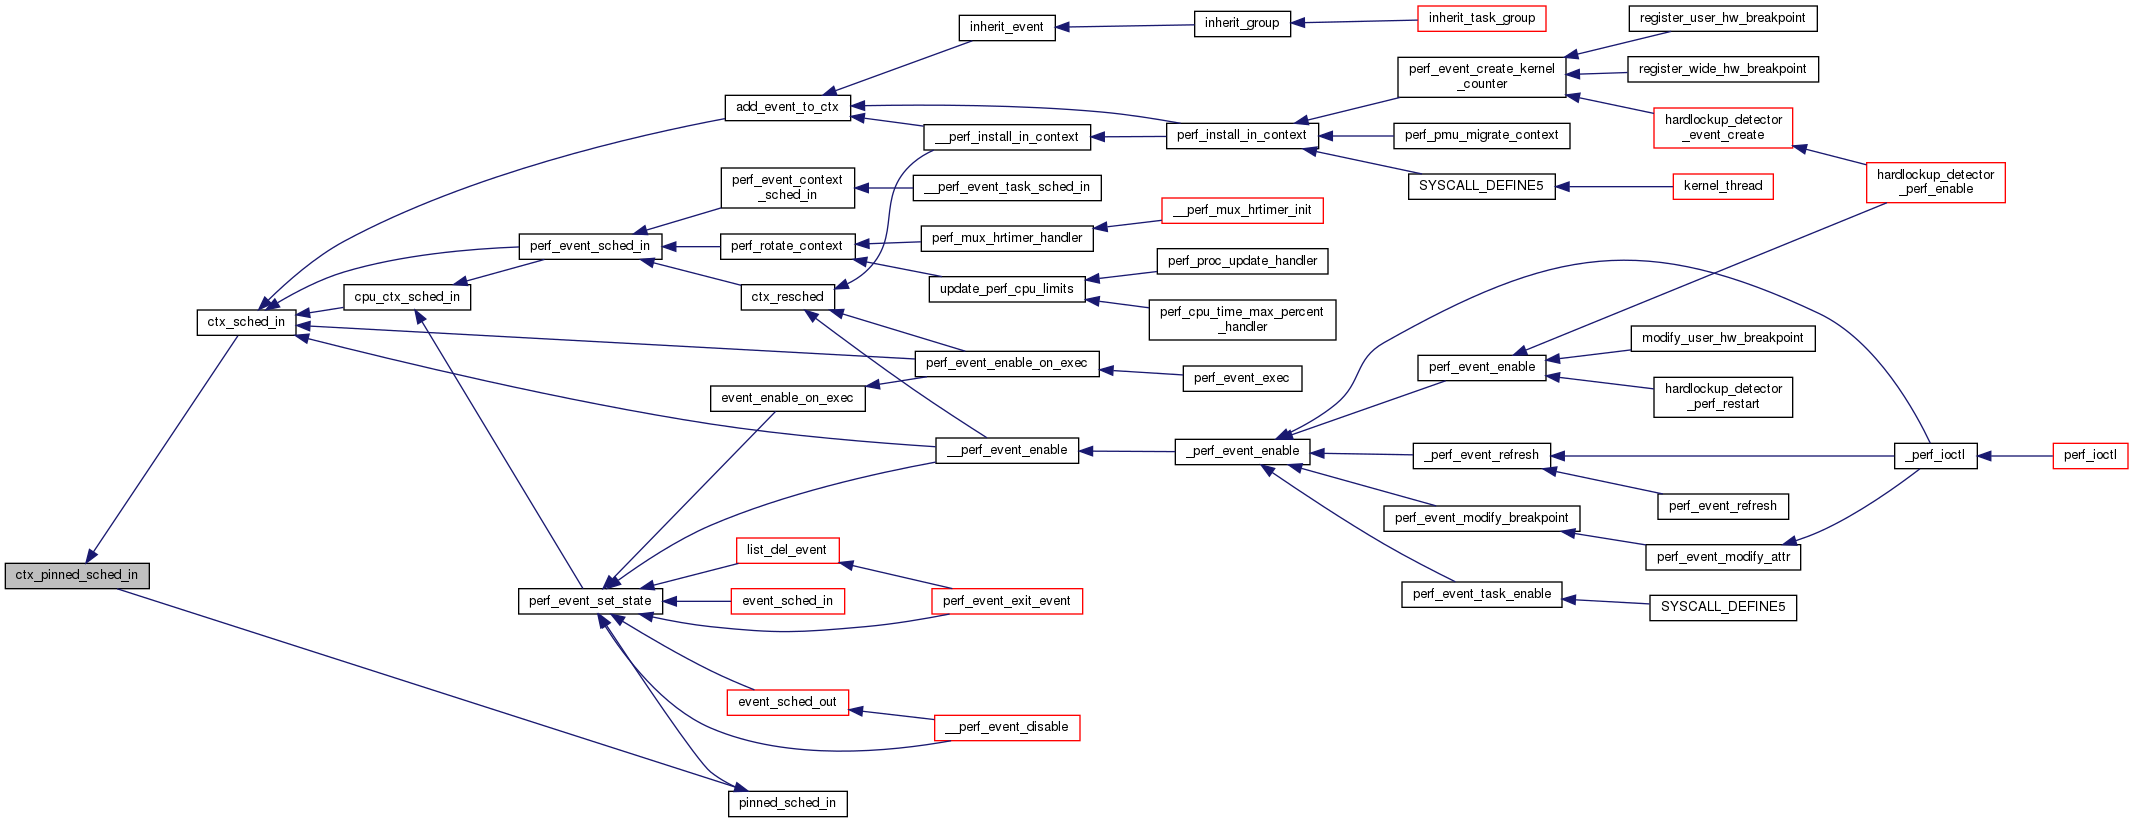 inherit_event
inherit_group
inherit_task_group
register_user_hw_breakpoint
perf_event_create_kernel
_counter
register_wide_hw_breakpoint
add_event_to_ctx
__perf_install_in_context
perf_install_in_context
perf_pmu_migrate_context
hardlockup_detector
_event_create
SYSCALL_DEFINE5
kernel_thread
hardlockup_detector
_perf_enable
perf_event_context
_sched_in
__perf_event_task_sched_in
perf_event_sched_in
perf_rotate_context
perf_mux_hrtimer_handler
__perf_mux_hrtimer_init
cpu_ctx_sched_in
ctx_resched
update_perf_cpu_limits
perf_proc_update_handler
perf_cpu_time_max_percent
_handler
ctx_sched_in
perf_event_enable_on_exec
perf_event_exec
event_enable_on_exec
perf_event_enable
modify_user_hw_breakpoint
hardlockup_detector
_perf_restart
__perf_event_enable
_perf_event_enable
_perf_event_refresh
_perf_ioctl
perf_ioctl
perf_event_refresh
perf_event_modify_breakpoint
perf_event_modify_attr
ctx_pinned_sched_in
list_del_event
perf_event_set_state
event_sched_in
perf_event_exit_event
perf_event_task_enable
SYSCALL_DEFINE5
event_sched_out
__perf_event_disable
pinned_sched_in